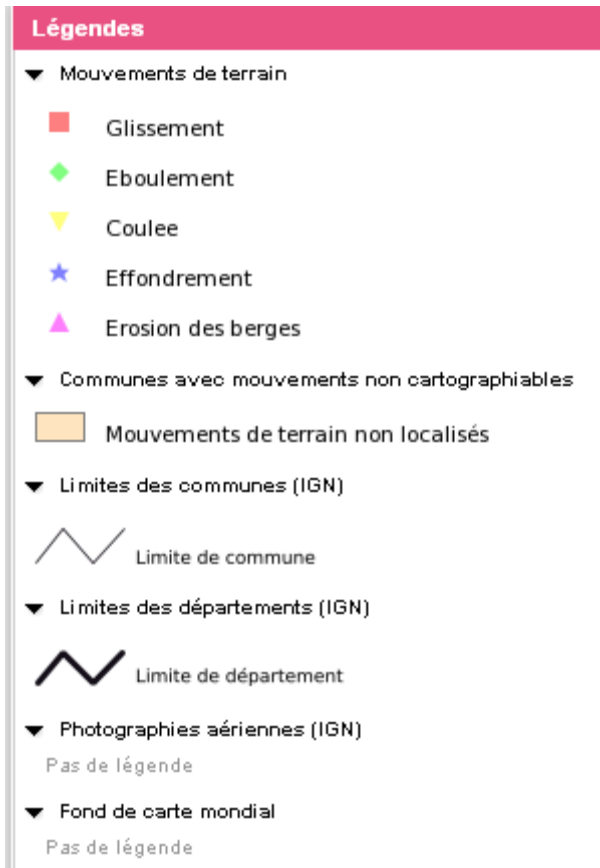 Légendes
Mouvements de terrain
Glissement
Eboulement
Coulee
Effondrement
Erosion des berges
Communes avec mouvements non cartographiables
Mouvements de terrain non localisés
Limites des communes (IGN)
Limite de commune
Limites des départements (IGN)
Limite de département
Photographies aériennes (IGN)
Pas de légende
Fond de carte mondial
Pas de légende